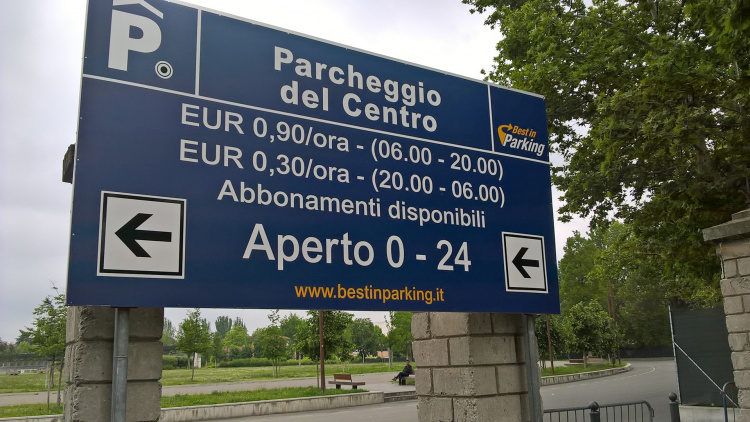 P
Parcheggio
del Centro
Best in
Parking
EUR 0,90/ora - (06.00 - 20.00)
EUR 0,30/ora - (20.00 - 06.00)
Abbonamenti disponibili
Aperto 0 - 24
www.bestinparking.it